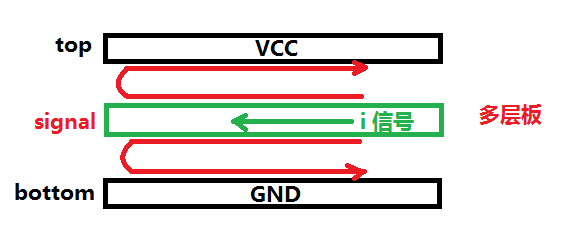 top VCC
signal i 信号 多层板
bottom GND